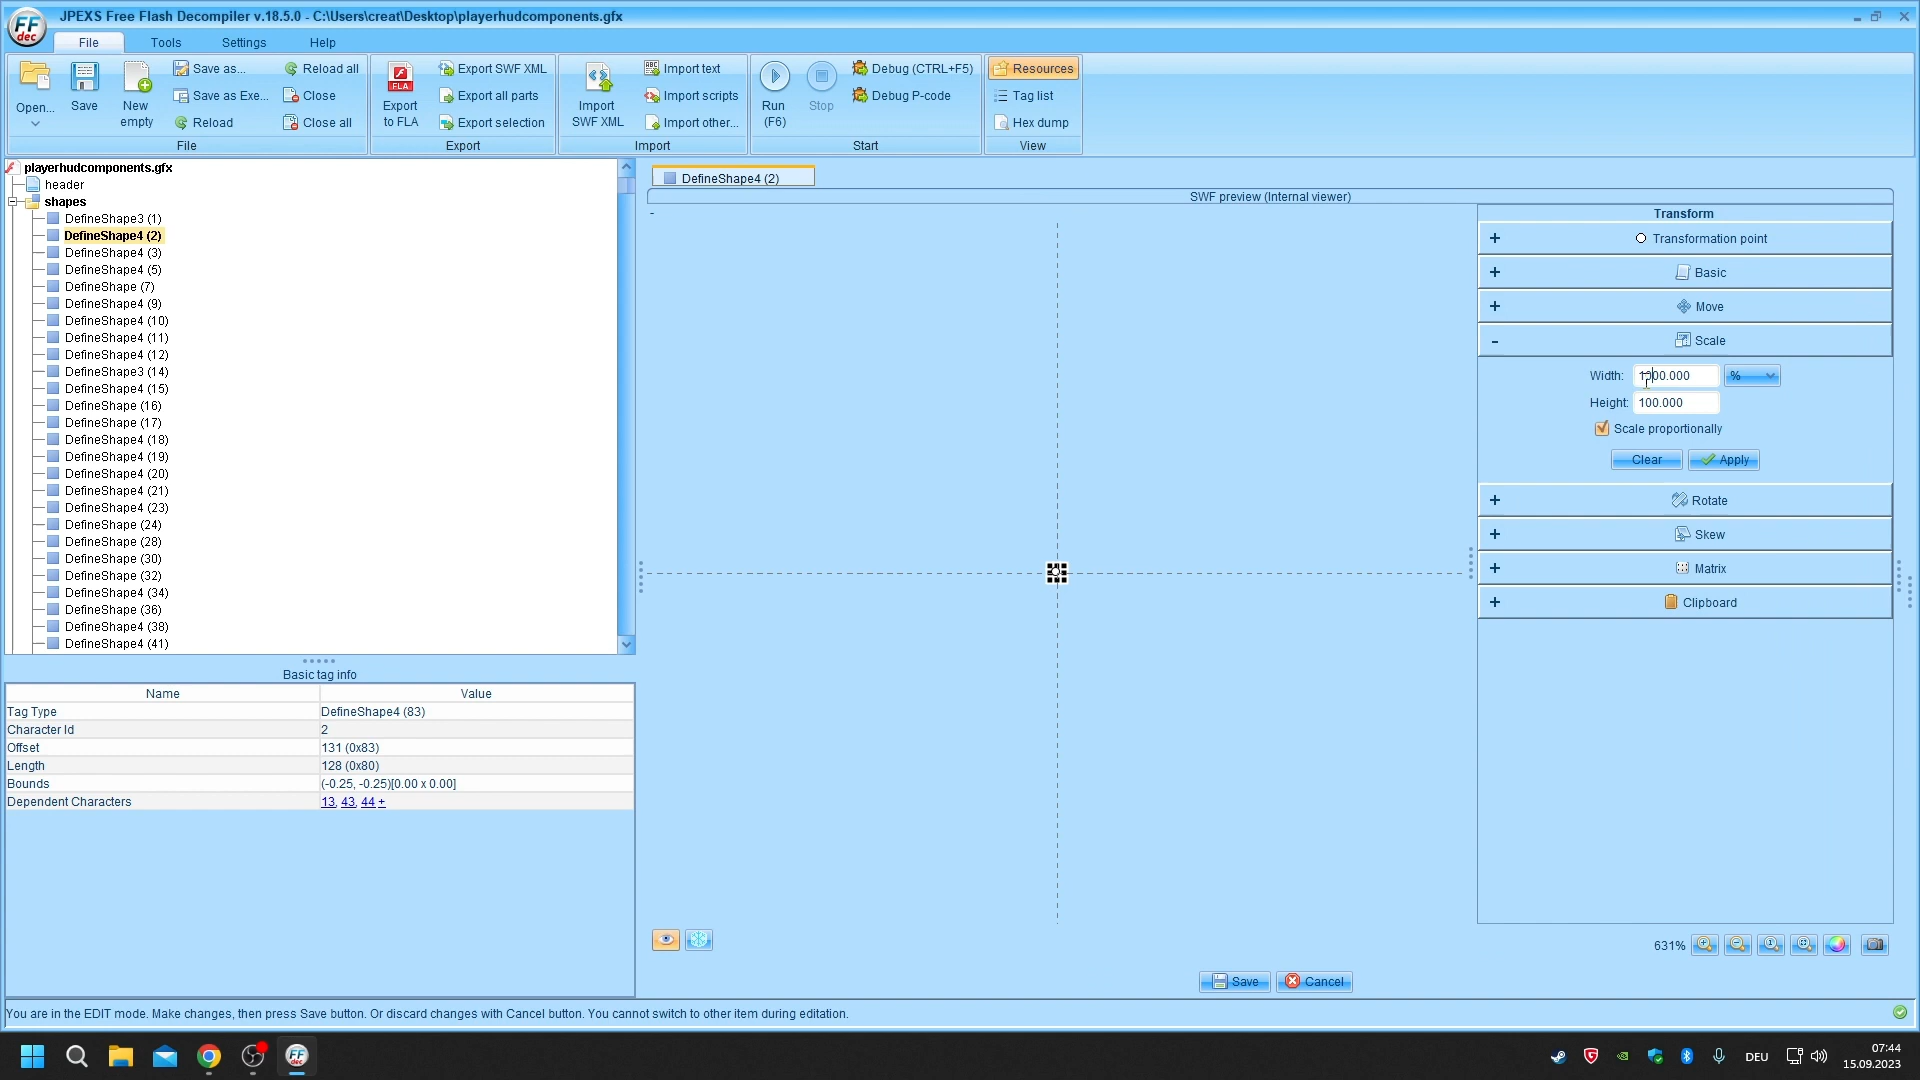 JPEXS Free Flash Decompiler v.18.5.0 - C:\Users\creat\Desktop\playerhudcomponents.gfx
FF dec
File Tools Settings Help
Open... Save New empty
Save as... Reload all
Save as Exe... Close
Reload Close all
File
FLA
Export to FLA
Export SWF XML
Export all parts
Export selection
Export
Import SWF XML
Import text
Import scripts
Import other...
Import
Run (F6)
Stop
Debug (CTRL+F5)
Debug P-code
Start
Resources
Tag list
Hex dump
View
playerhudcomponents.gfx
header
shapes
DefineShape3 (1)
DefineShape4 (2)
DefineShape4 (3)
DefineShape4 (5)
DefineShape (7)
DefineShape4 (9)
DefineShape4 (10)
DefineShape4 (11)
DefineShape4 (12)
DefineShape3 (14)
DefineShape4 (15)
DefineShape (16)
DefineShape (17)
DefineShape4 (18)
DefineShape4 (19)
DefineShape4 (20)
DefineShape4 (21)
DefineShape4 (23)
DefineShape (24)
DefineShape (28)
DefineShape (30)
DefineShape (32)
DefineShape4 (34)
DefineShape (36)
DefineShape4 (38)
DefineShape4 (41)
Basic tag info
Name Value
Tag Type DefineShape4 (83)
Character Id 2
Offset 131 (0x83)
Length 128 (0x80)
Bounds (-0.25, -0.25)[0.00 x 0.00]
Dependent Characters 13, 43, 44 +
DefineShape4 (2)
SWF preview (Internal viewer)
-
Transform
+ Transformation point
+ Basic
+ Move
- Scale
Width: 1000.000 %
Height: 100.000
Scale proportionally
Clear Apply
+ Rotate
+ Skew
+ Matrix
+ Clipboard
631%
Save Cancel
You are in the EDIT mode. Make changes, then press Save button. Or discard changes with Cancel button. You cannot switch to other item during editation.
FF dec
DEU
07:44
15.09.2023